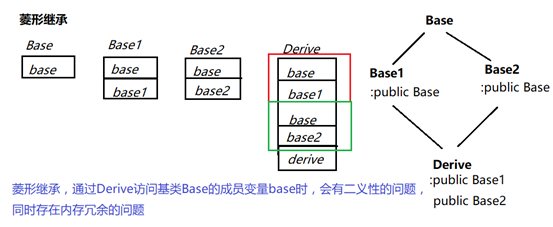 菱形继承
Base
base
Base1
base
base1
Base2
base
base2
Derive
base
base1
base
base2
derive
Base
Base1
:public Base
Base2
:public Base
Derive
:public Base1
public Base2
菱形继承，通过Derive访问基类Base的成员变量base时，会有二义性的问题，
同时存在内存冗余的问题